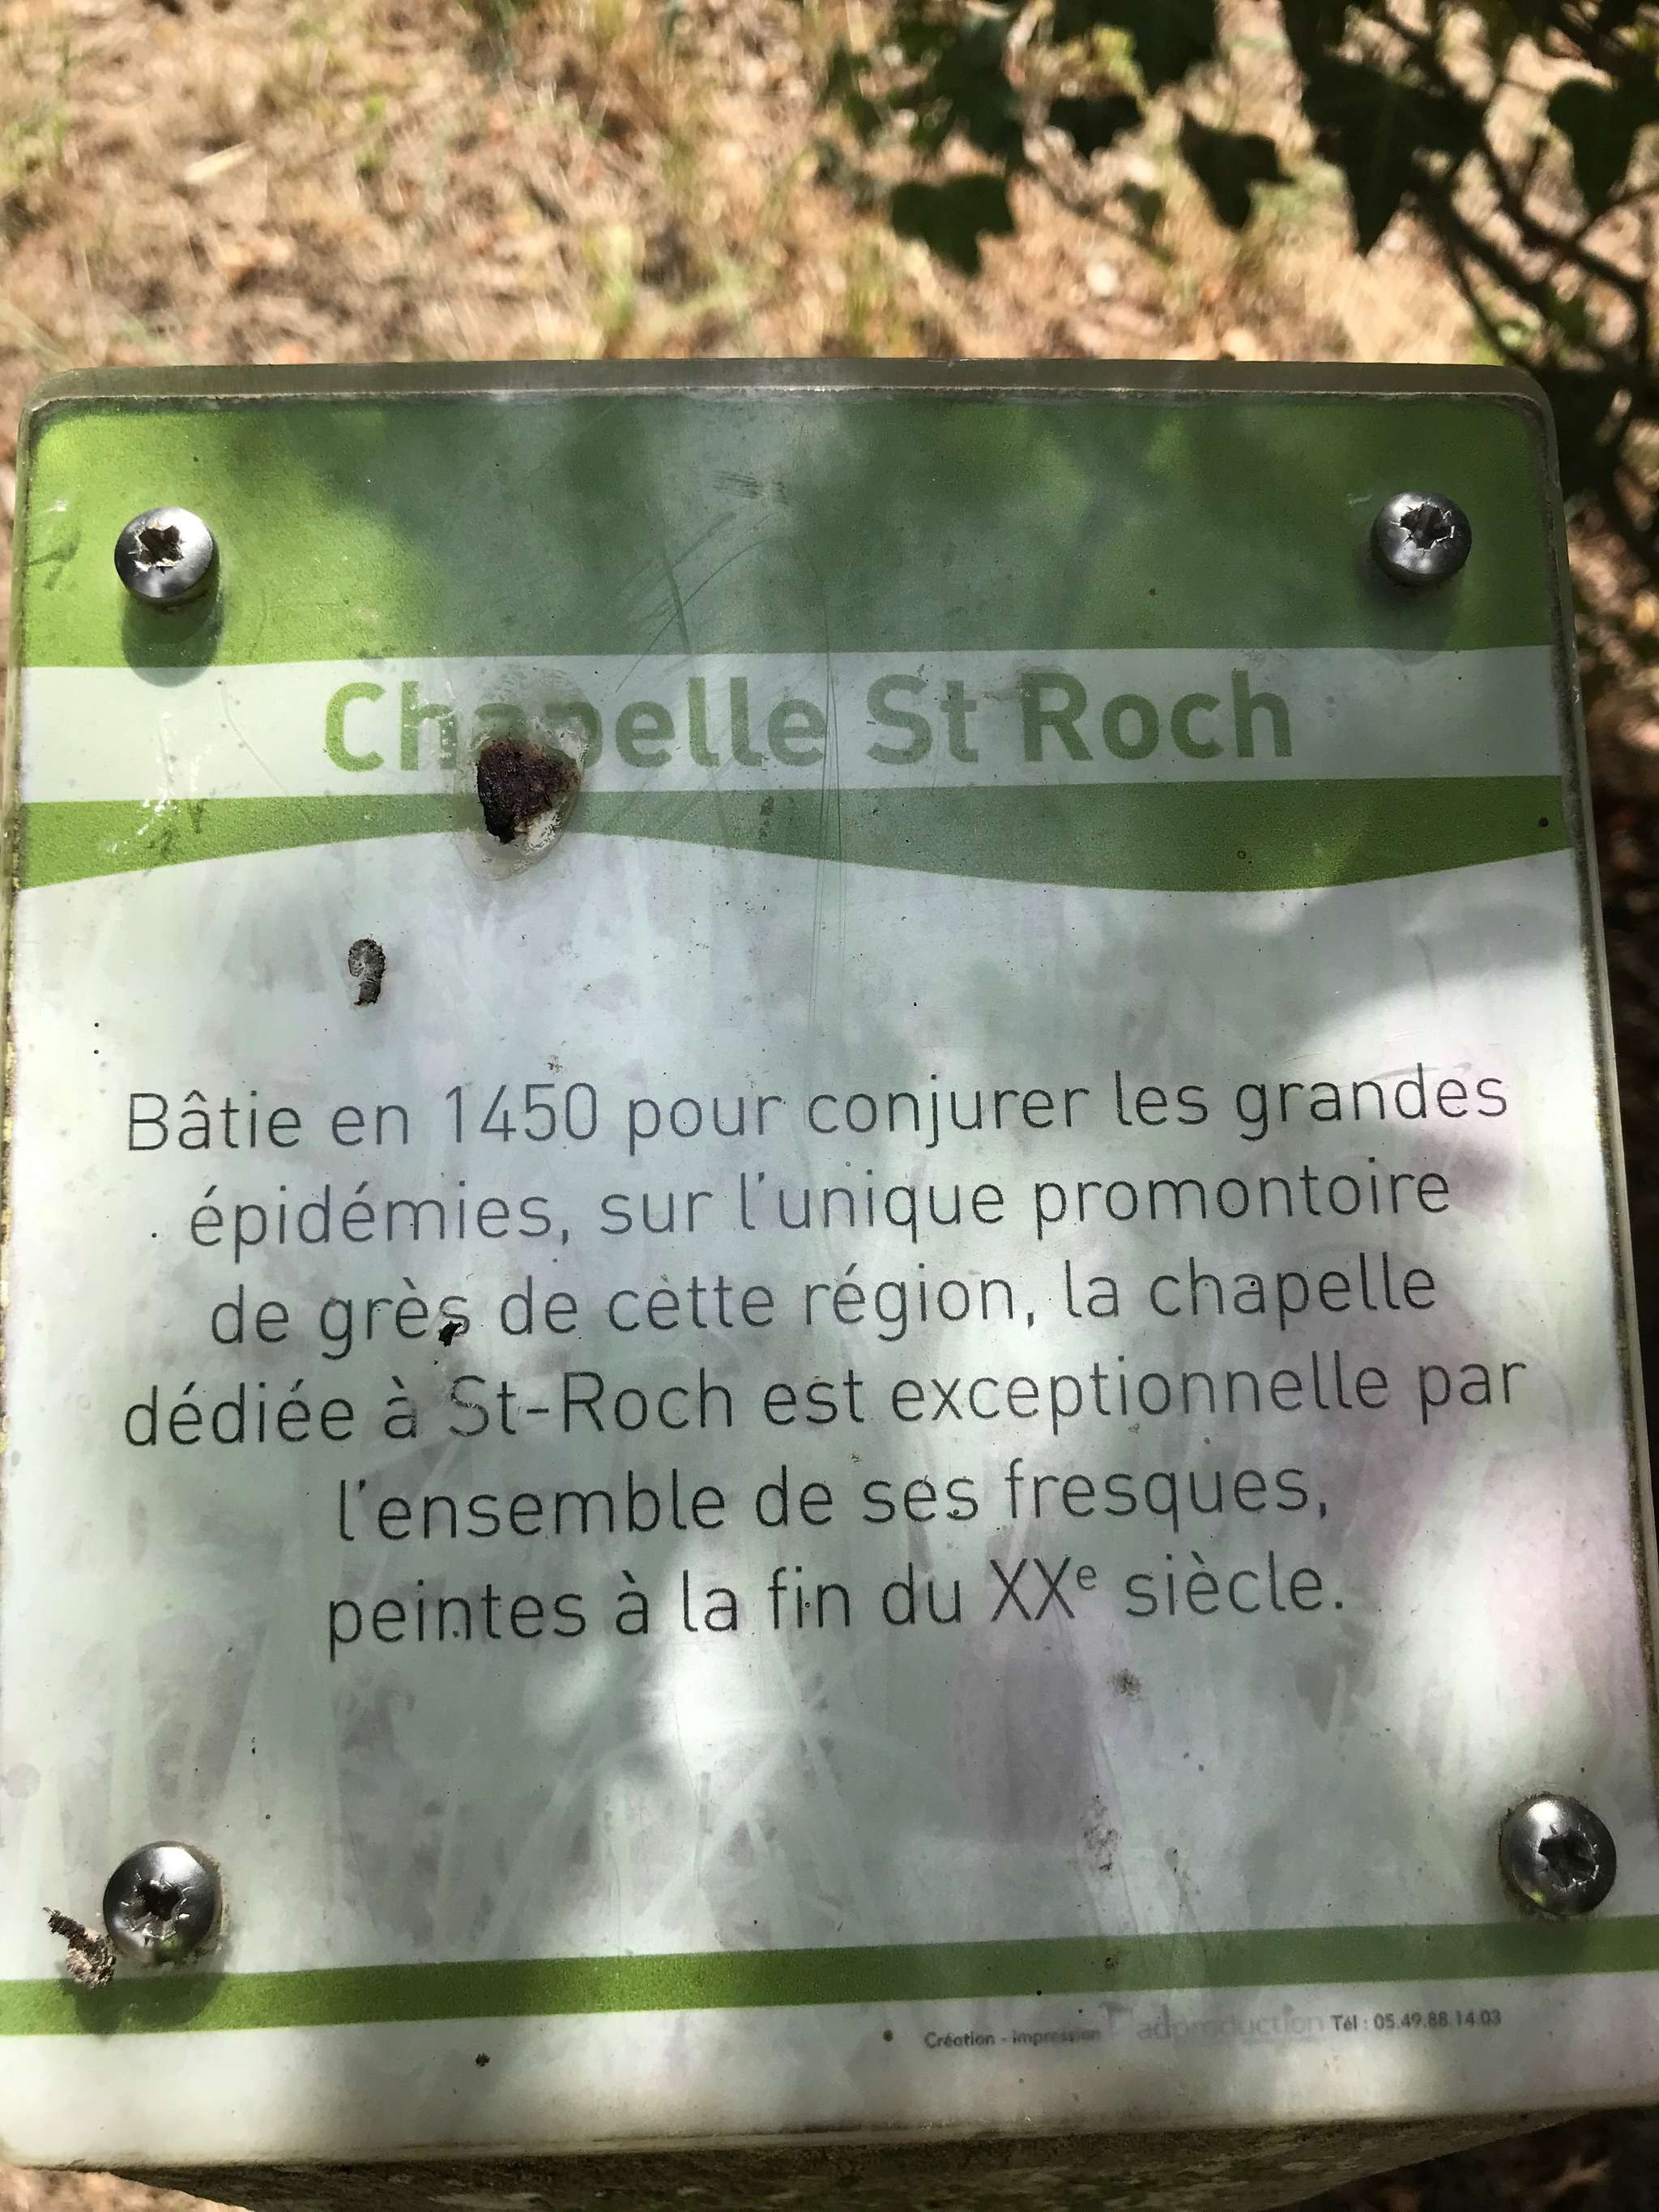 Chapelle St Roch
Bâtie en 1450 pour conjurer les grandes
épidémies, sur l'unique promontoire
de grès de cette région, la chapelle
dédiée à St-Roch est exceptionnelle par
l'ensemble de ses fresques,
peintes à la fin du XXe siècle.
Création - impression adproduction Tél : 05.49.88.14.03